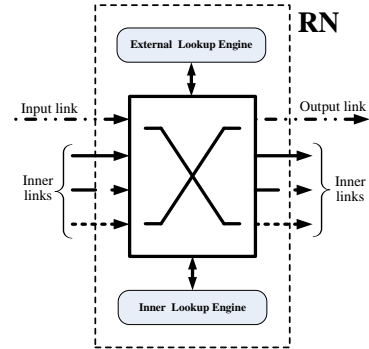 RN
External Lookup Engine
Input link
Output link
Inner
links
Inner
links
Inner Lookup Engine